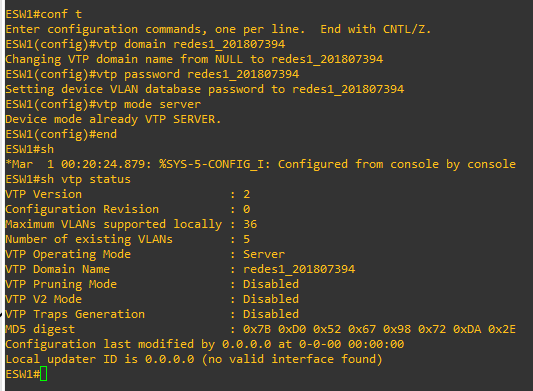 ESW1#conf t
Enter configuration commands, one per line.  End with CNTL/Z.
ESW1(config)#vtp domain redes1_201807394
Changing VTP domain name from NULL to redes1_201807394
ESW1(config)#vtp password redes1_201807394
Setting device VLAN database password to redes1_201807394
ESW1(config)#vtp mode server
Device mode already VTP SERVER.
ESW1(config)#end
ESW1#sh
*Mar  1 00:20:24.879: %SYS-5-CONFIG_I: Configured from console by console
ESW1#sh vtp status
VTP Version                     : 2
Configuration Revision          : 0
Maximum VLANs supported locally : 36
Number of existing VLANs        : 5
VTP Operating Mode              : Server
VTP Domain Name                 : redes1_201807394
VTP Pruning Mode                : Disabled
VTP V2 Mode                     : Disabled
VTP Traps Generation            : Disabled
MD5 digest                      : 0x7B 0xD0 0x52 0x67 0x98 0x72 0xDA 0x2E
Configuration last modified by 0.0.0.0 at 0-0-00 00:00:00
Local updater ID is 0.0.0.0 (no valid interface found)
ESW1#